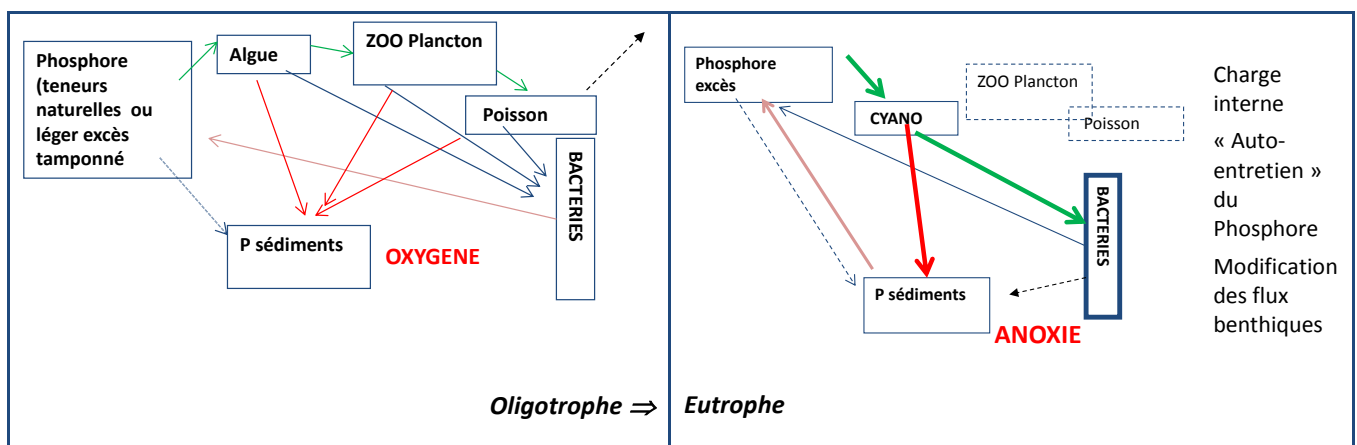 Phosphore
(teneurs
naturelles ou
léger excès
tamponné
Algue
ZOO Plancton
Poisson
BACTERIES
P sédiments
OXYGENE
Oligotrophe ⇒
Phosphore
excès
CYANO
ZOO Plancton
Poisson
BACTERIES
P sédiments
ANOXIE
Eutrophe
Charge
interne
« Auto-
entretien »
du
Phosphore
Modification
des flux
benthiques